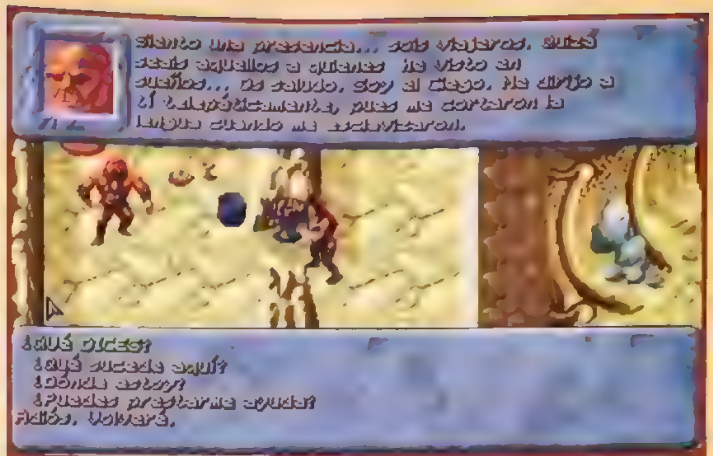 Siento una presencia... sois viajeros. Quizá
seais aquellos a quienes he visto en
sueños... Os saludo. Soy el Ciego. Me dirijo a
tí telepáticamente, pues me cortaron la
lengua cuando me esclavizaron.
¿QUÉ DICES?
¿Qué sucede aquí?
¿Dónde estoy?
¿Puedes prestarme ayuda?
Adiós. Volveré.